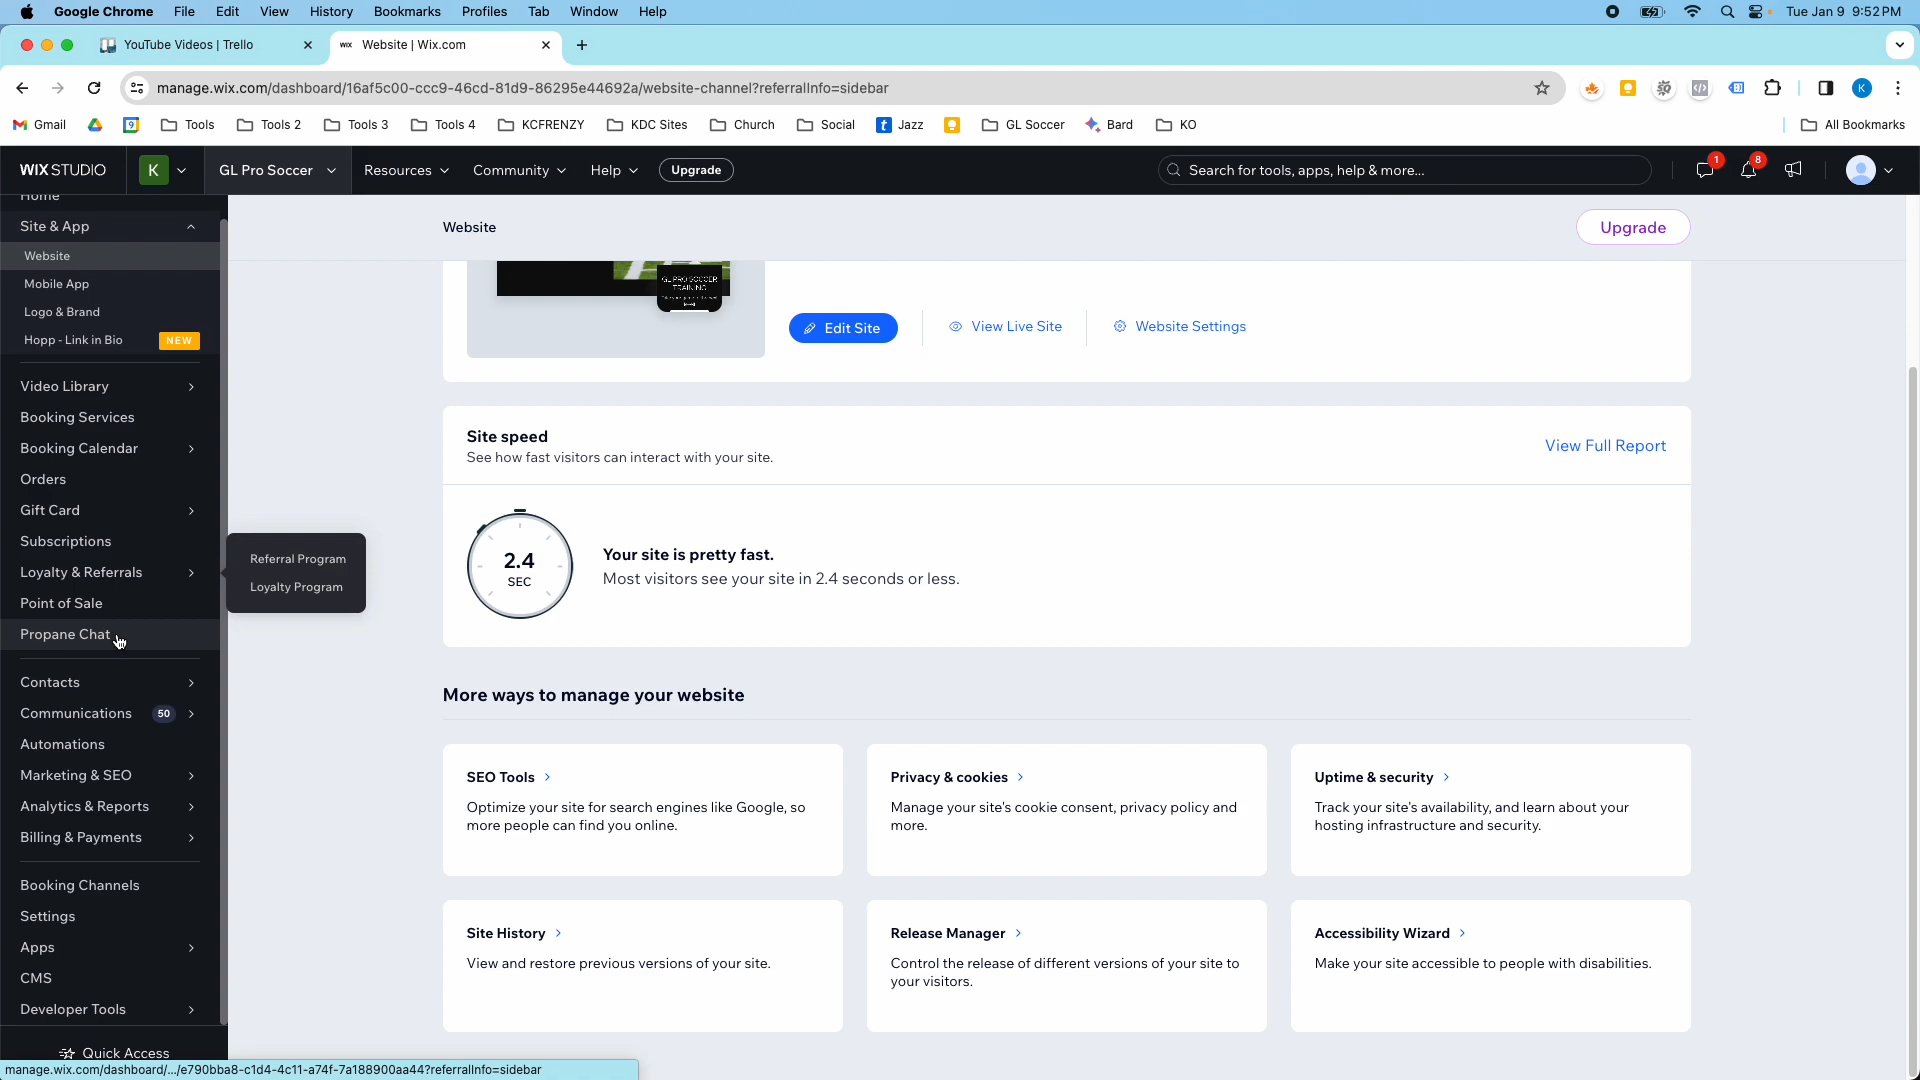 Google Chrome File Edit View History Bookmarks Profiles Tab Window Help Tue Jan 9 9:52 PM
YouTube Videos | Trello
WIX Website | Wix.com
manage.wix.com/dashboard/16af5c00-ccc9-46cd-81d9-86295e44692a/website-channel?referralInfo=sidebar
K
Gmail 9 Tools Tools 2 Tools 3 Tools 4 KCFRENZY KDC Sites Church Social t Jazz GL Soccer Bard KO All Bookmarks
WIX STUDIO K GL Pro Soccer Resources Community Help Upgrade Search for tools, apps, help & more... 1 8
Home
Site & App
Website
Mobile App
Logo & Brand
Hopp - Link in Bio NEW
Video Library
Booking Services
Booking Calendar
Orders
Gift Card
Subscriptions
Loyalty & Referrals
Point of Sale
Propane Chat
Contacts
Communications 50
Automations
Marketing & SEO
Analytics & Reports
Billing & Payments
Booking Channels
Settings
Apps
CMS
Developer Tools
Quick Access
manage.wix.com/dashboard/.../e790bba8-c1d4-4c11-a74f-7a188900aa44?referralInfo=sidebar
Referral Program
Loyalty Program
Website
Upgrade
GL PRO SOCCER
TRAINING
Edit Site
View Live Site
Website Settings
Site speed
See how fast visitors can interact with your site.
View Full Report
2.4
SEC
Your site is pretty fast.
Most visitors see your site in 2.4 seconds or less.
More ways to manage your website
SEO Tools
Optimize your site for search engines like Google, so
more people can find you online.
Privacy & cookies
Manage your site's cookie consent, privacy policy and
more.
Uptime & security
Track your site's availability, and learn about your
hosting infrastructure and security.
Site History
View and restore previous versions of your site.
Release Manager
Control the release of different versions of your site to
your visitors.
Accessibility Wizard
Make your site accessible to people with disabilities.